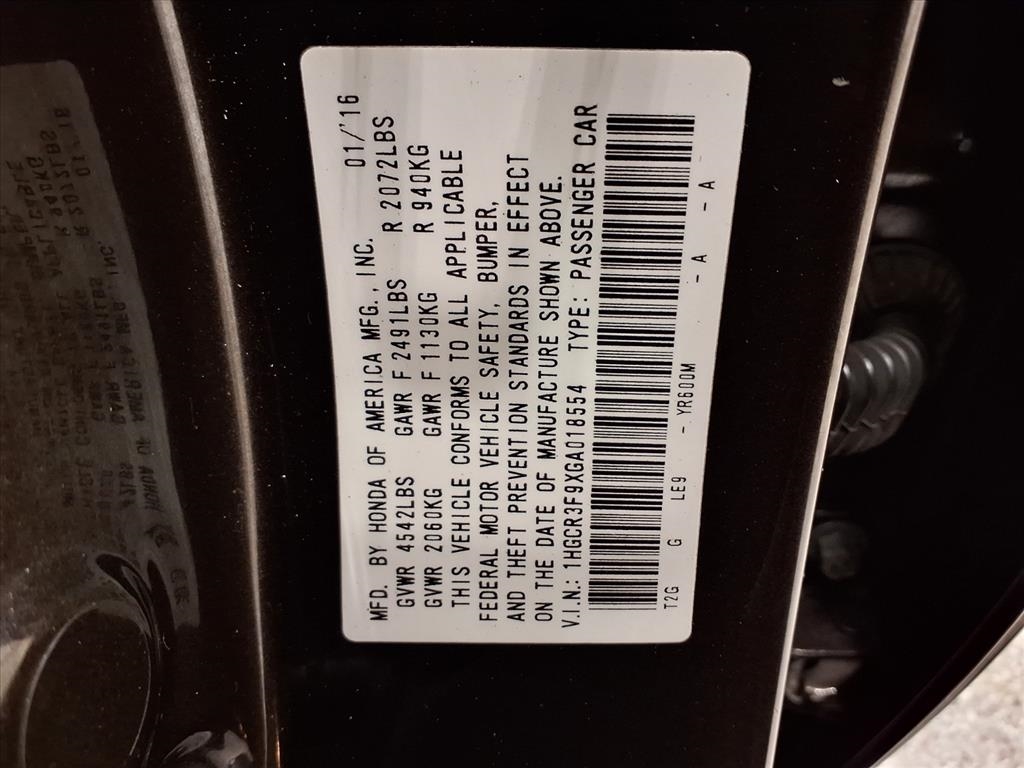 MFD. BY HONDA OF AMERICA MFG., INC. 01/'16
GVWR 4542LBS GAWR F 2491LBS R 2072LBS
GVWR 2060KG GAWR F 1130KG R 940KG
THIS VEHICLE CONFORMS TO ALL APPLICABLE
FEDERAL MOTOR VEHICLE SAFETY, BUMPER,
AND THEFT PREVENTION STANDARDS IN EFFECT
ON THE DATE OF MANUFACTURE SHOWN ABOVE.
V.I.N.: 1HGCR3F9XGA018554 TYPE: PASSENGER CAR
T2G G LE9 - YR600M - A - A